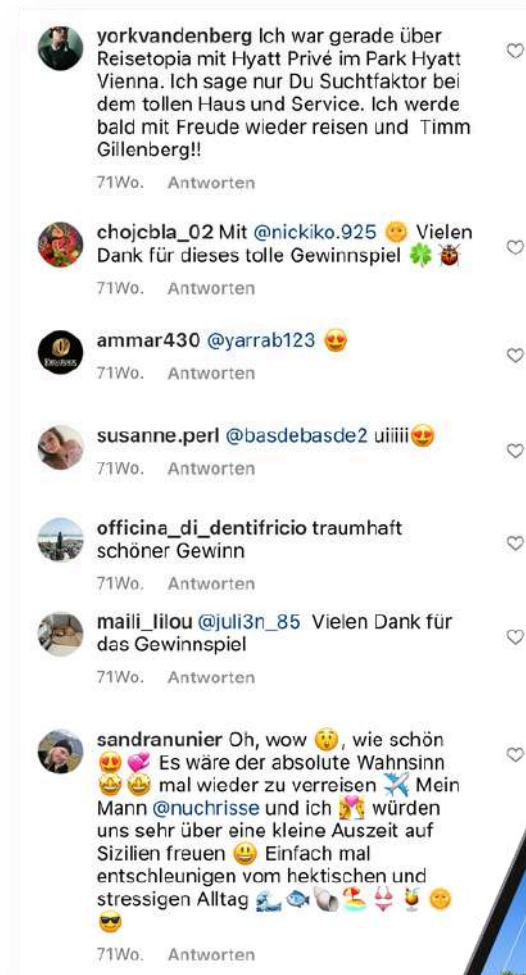 yorkvandenberg Ich war gerade über
Reisetopia mit Hyatt Privé im Park Hyatt
Vienna. Ich sage nur Du Suchtfaktor bei
dem tollen Haus und Service. Ich werde
bald mit Freude wieder reisen und Timm
Gillenberg!!
71Wo. Antworten
chojcbla_02 Mit @nickiko.925 🌞 Vielen
Dank für dieses tolle Gewinnspiel 🍀🐞
71Wo. Antworten
ammar430 @yarrab123 😍
71Wo. Antworten
susanne.perl @basdebasde2 uiiiii😍
71Wo. Antworten
officina_di_dentifricio traumhaft
schöner Gewinn
71Wo. Antworten
maili_lilou @juli3n_85 Vielen Dank für
das Gewinnspiel
71Wo. Antworten
sandranunier Oh, wow 😲, wie schön
😍💞 Es wäre der absolute Wahnsinn
🤩🤩 mal wieder zu verreisen ✈️ Mein
Mann @nuchrisse und ich 💏 würden
uns sehr über eine kleine Auszeit auf
Sizilien freuen 😃 Einfach mal
entschleunigen vom hektischen und
stressigen Alltag 🌊🐟🐚🏖️👙🍹🌞
😎
71Wo. Antworten